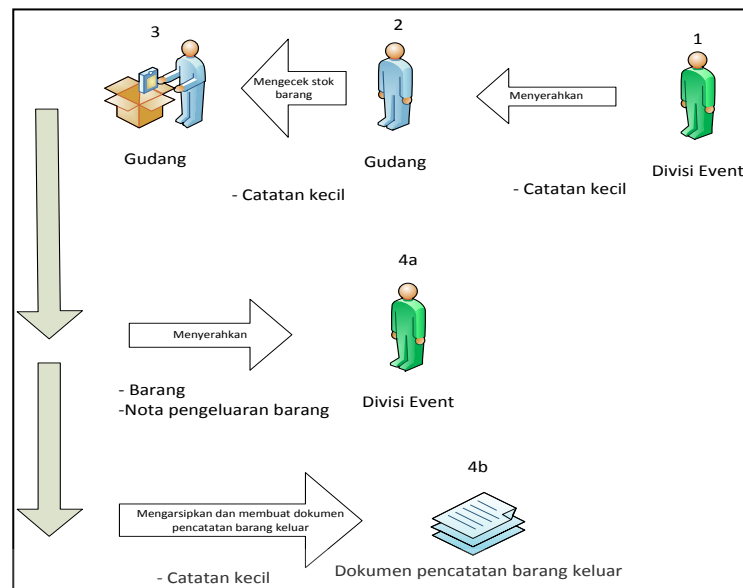 3
2
1
Mengecek stok
barang
Menyerahkan
Gudang
Gudang
Divisi Event
- Catatan kecil
- Catatan kecil
4a
Menyerahkan
- Barang
-Nota pengeluaran barang
Divisi Event
4b
Mengarsipkan dan membuat dokumen
pencatatan barang keluar
- Catatan kecil
Dokumen pencatatan barang keluar